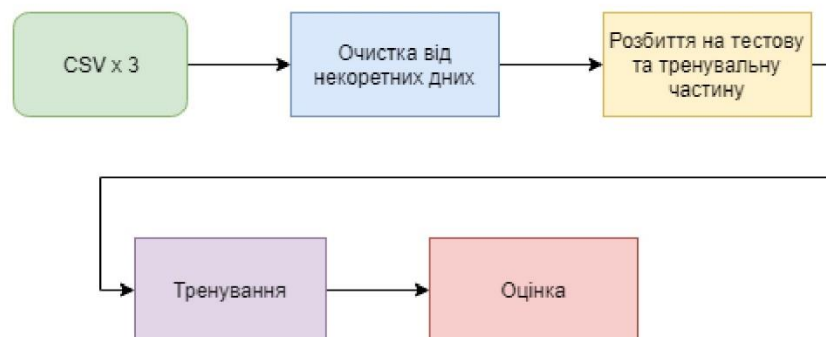 CSV x 3
Очистка від
некоретних дних
Розбиття на тестову
та тренувальну
частину
Тренування
Оцінка